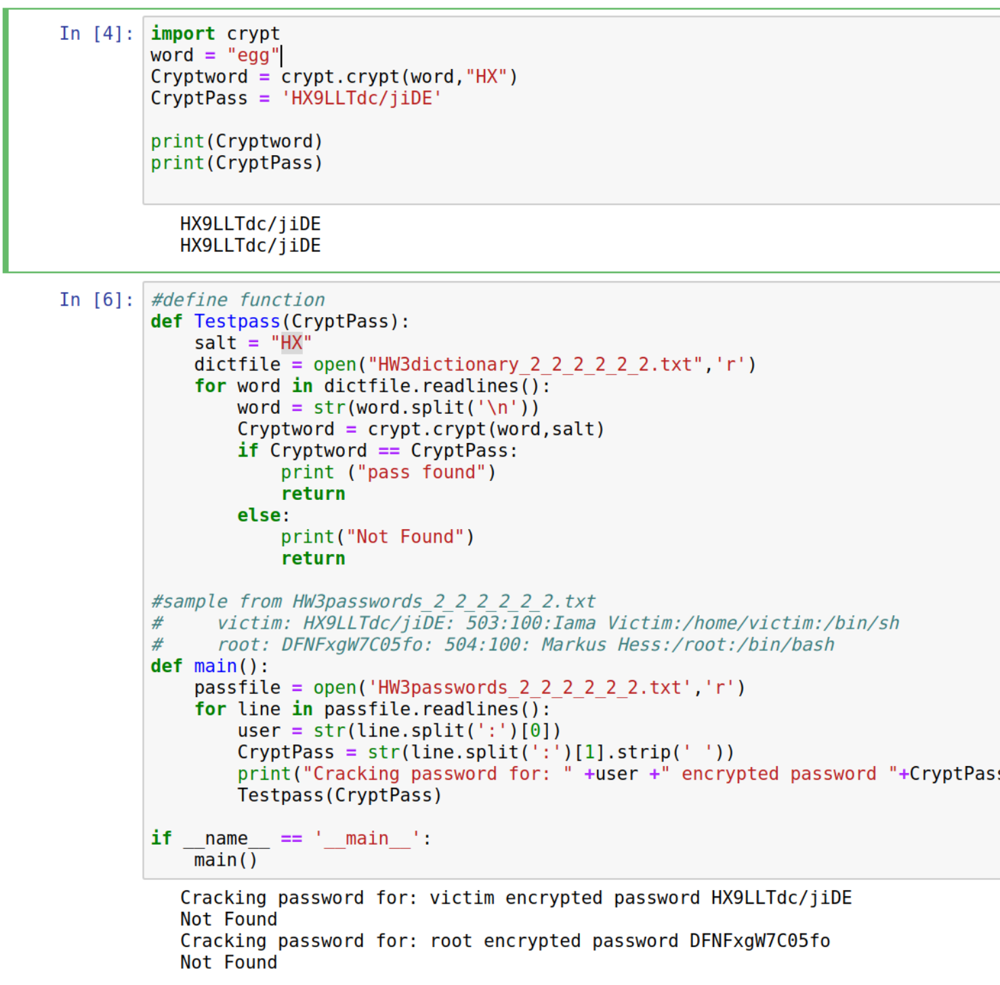 In [4]: import crypt
word = "egg"
Cryptword = crypt.crypt(word,"HX")
CryptPass = 'HX9LLTdc/jiDE'

print(Cryptword)
print(CryptPass)

HX9LLTdc/jiDE
HX9LLTdc/jiDE

In [6]: #define function
def Testpass(CryptPass):
    salt = "HX"
    dictfile = open("HW3dictionary_2_2_2_2_2_2.txt",'r')
    for word in dictfile.readlines():
        word = str(word.split('\n'))
        Cryptword = crypt.crypt(word,salt)
        if Cryptword == CryptPass:
            print ("pass found")
            return
        else:
            print("Not Found")
            return

#sample from HW3passwords_2_2_2_2_2_2.txt
#     victim: HX9LLTdc/jiDE: 503:100:Iama Victim:/home/victim:/bin/sh
#     root: DFNFxgW7C05fo: 504:100: Markus Hess:/root:/bin/bash
def main():
    passfile = open('HW3passwords_2_2_2_2_2_2.txt','r')
    for line in passfile.readlines():
        user = str(line.split(':')[0])
        CryptPass = str(line.split(':')[1].strip(' '))
        print("Cracking password for: " +user +" encrypted password "+CryptPas
        Testpass(CryptPass)

if __name__ == '__main__':
    main()

Cracking password for: victim encrypted password HX9LLTdc/jiDE
Not Found
Cracking password for: root encrypted password DFNFxgW7C05fo
Not Found